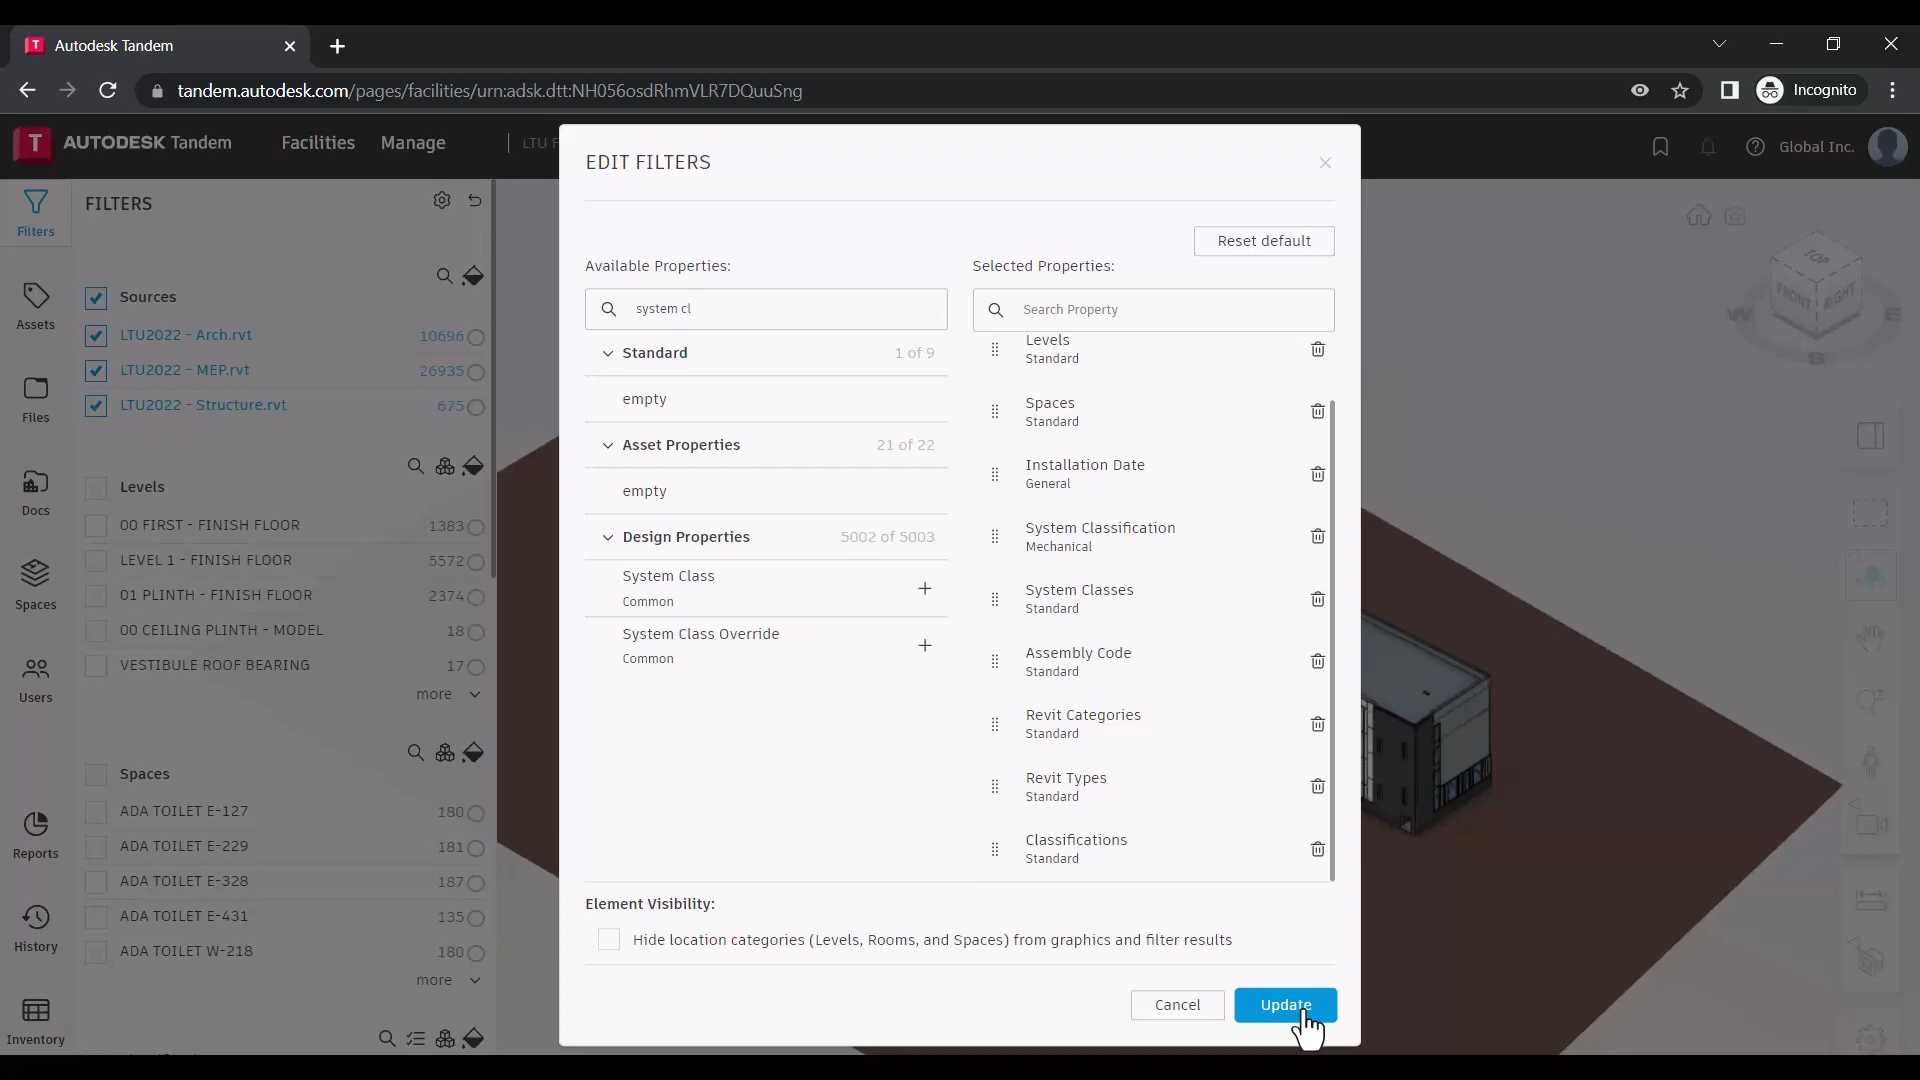 Autodesk Tandem
tandem.autodesk.com/pages/facilities/urn:adsk.dtt:NH056osdRhmVLR7DQuuSng
Incognito
T AUTODESK Tandem
Facilities
Manage
LTU F
Global Inc.
Filters
Assets
Files
Docs
Spaces
Users
Reports
History
Inventory
FILTERS
Sources
LTU2022 - Arch.rvt 10696
LTU2022 - MEP.rvt 26935
LTU2022 - Structure.rvt 675
Levels
00 FIRST - FINISH FLOOR 1383
LEVEL 1 - FINISH FLOOR 5572
01 PLINTH - FINISH FLOOR 2374
00 CEILING PLINTH - MODEL 18
VESTIBULE ROOF BEARING 17
more
Spaces
ADA TOILET E-127 180
ADA TOILET E-229 181
ADA TOILET E-328 187
ADA TOILET E-431 135
ADA TOILET W-218 180
more
EDIT FILTERS
Reset default
Available Properties:
system cl
Standard 1 of 9
empty
Asset Properties 21 of 22
empty
Design Properties 5002 of 5003
System Class
Common
System Class Override
Common
Selected Properties:
Search Property
Levels
Standard
Spaces
Standard
Installation Date
General
System Classification
Mechanical
System Classes
Standard
Assembly Code
Standard
Revit Categories
Standard
Revit Types
Standard
Classifications
Standard
Element Visibility:
Hide location categories (Levels, Rooms, and Spaces) from graphics and filter results
Cancel
Update
TOP
FRONT
RIGHT
W
E
S